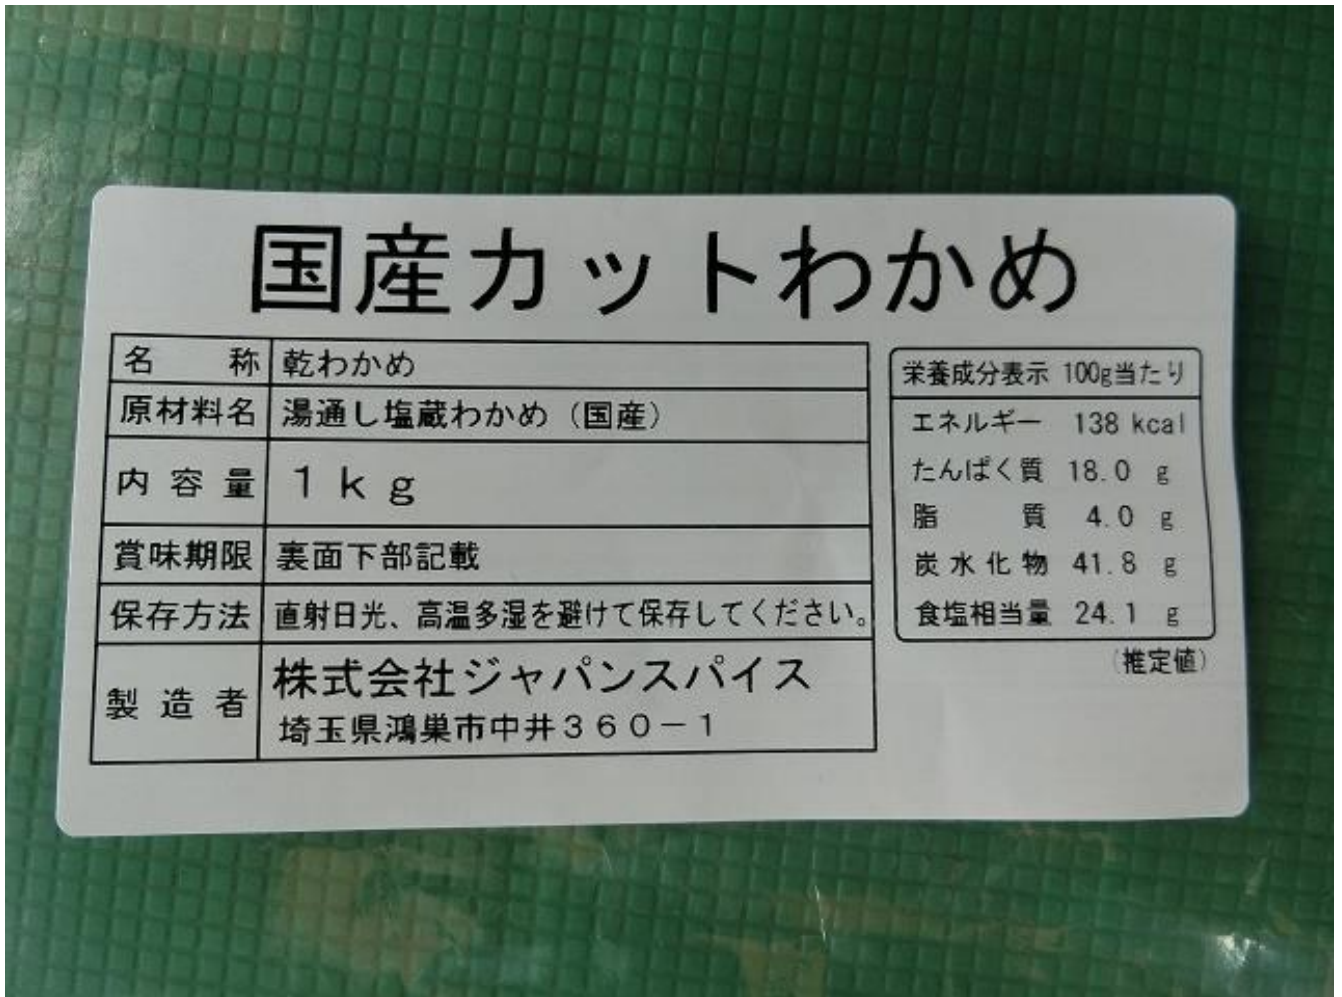 国産カットわかめ
名称 乾わかめ
原材料名 湯通し塩蔵わかめ（国産）
内容量 １ｋｇ
賞味期限 裏面下部記載
保存方法 直射日光、高温多湿を避けて保存してください。
製造者 株式会社ジャパンスパイス
埼玉県鴻巣市中井３６０－１
栄養成分表示 100g当たり
エネルギー 138 kcal
たんぱく質 18.0 g
脂質 4.0 g
炭水化物 41.8 g
食塩相当量 24.1 g
（推定値）